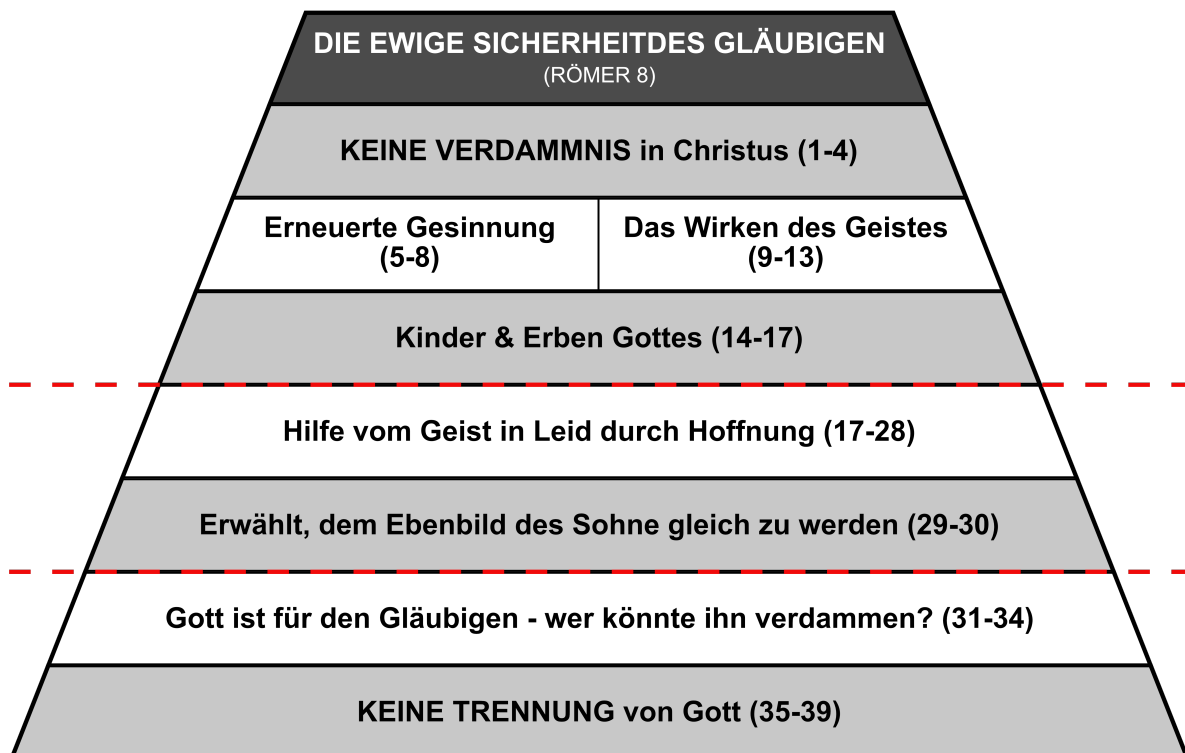 DIE EWIGE SICHERHEITDES GLÄUBIGEN
(RÖMER 8)
KEINE VERDAMMNIS in Christus (1-4)
Erneuerte Gesinnung
(5-8)
Das Wirken des Geistes
(9-13)
Kinder & Erben Gottes (14-17)
Hilfe vom Geist in Leid durch Hoffnung (17-28)
Erwählt, dem Ebenbild des Sohne gleich zu werden (29-30)
Gott ist für den Gläubigen - wer könnte ihn verdammen? (31-34)
KEINE TRENNUNG von Gott (35-39)